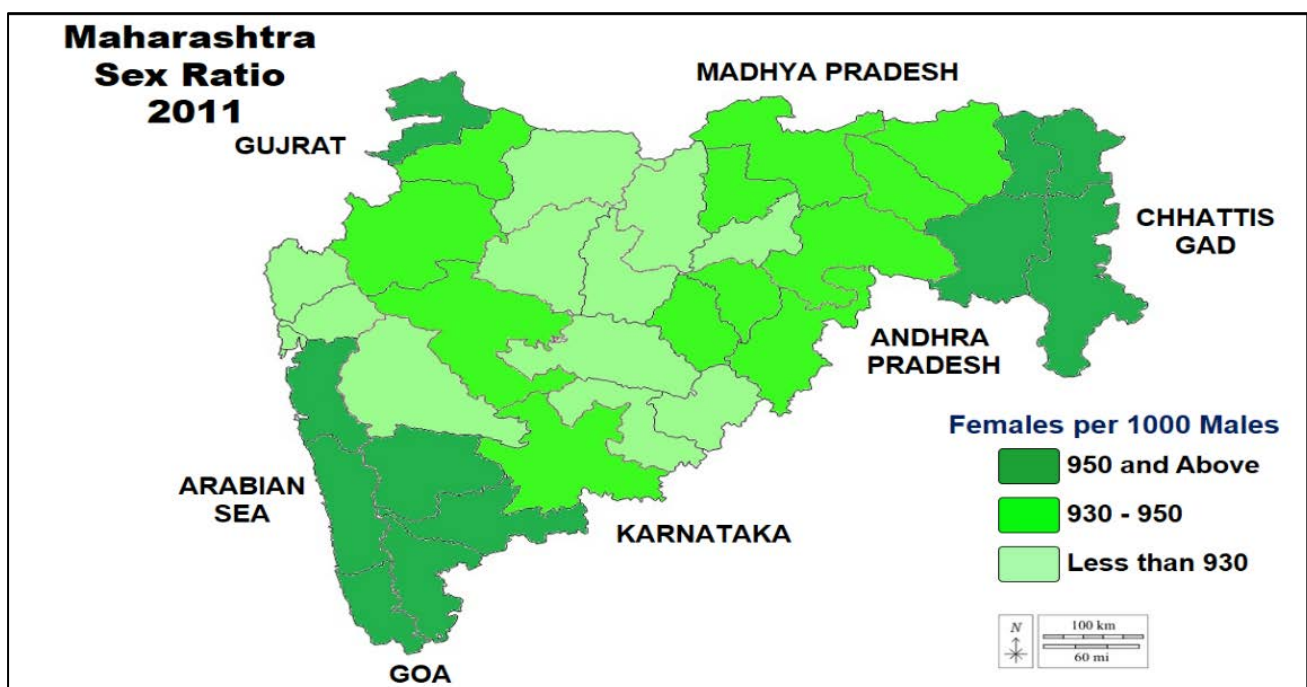 Maharashtra
Sex Ratio
2011
MADHYA PRADESH
GUJRAT
CHHATTIS
GAD
ANDHRA
PRADESH
Females per 1000 Males
950 and Above
930 - 950
Less than 930
ARABIAN
SEA
KARNATAKA
GOA
N
100 km
60 mi